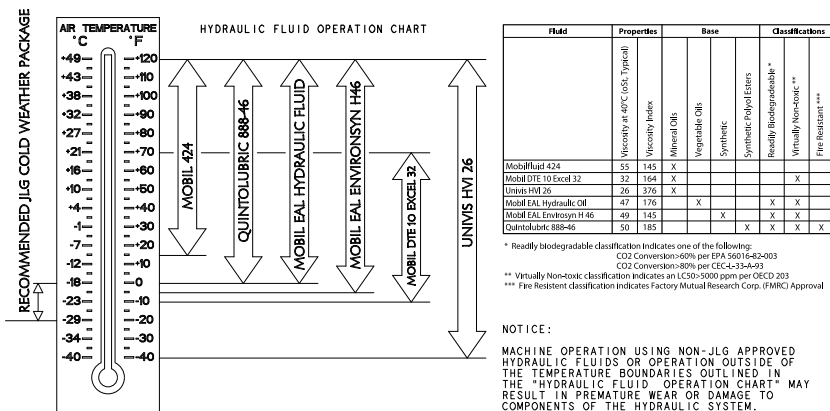 RECOMMENDED JLG COLD WEATHER PACKAGE
AIR TEMPERATURE
°C °F
+49 +120
+43 +110
+38 +100
+32 +90
+27 +80
+21 +70
+16 +60
+10 +50
+4 +40
-1 +30
-7 +20
-12 +10
-18 0
-23 -10
-29 -20
-34 -30
-40 -40
HYDRAULIC FLUID OPERATION CHART
MOBIL 424
QUINTOLUBRIC 888-46
MOBIL EAL HYDRAULIC FLUID
MOBIL EAL ENVIRONSYN H46
MOBIL DTE 10 EXCEL 32
UNIVIS HVI 26
Fluid Properties Base Classifications
Viscosity at 40°C (oSt, Typical)
Viscosity Index
Mineral Oils
Vegetable Oils
Synthetic
Synthetic Polyol Esters
Readily Biodegradeable *
Virtually Non-toxic **
Fire Resistant ***
Mobilfluid 424 55 145 X
Mobil DTE 10 Excel 32 32 164 X X
Univis HVI 26 26 376 X
Mobil EAL Hydraulic Oil 47 176 X X X
Mobil EAL Envirosyn H 46 49 145 X X X
Quintolubric 888-46 50 185 X X X X
* Readily biodegradable classification indicates one of the following:
CO2 Conversion>60% per EPA 56016-82-003
CO2 Conversion>80% per CEC-L-33-A-93
** Virtually Non-toxic classification indicates an LC50>5000 ppm per OECD 203
*** Fire Resistent classification indicates Factory Mutual Research Corp. (FMRC) Approval
NOTICE:
MACHINE OPERATION USING NON-JLG APPROVED
HYDRAULIC FLUIDS OR OPERATION OUTSIDE OF
THE TEMPERATURE BOUNDARIES OUTLINED IN
THE "HYDRAULIC FLUID OPERATION CHART" MAY
RESULT IN PREMATURE WEAR OR DAMAGE TO
COMPONENTS OF THE HYDRAULIC SYSTEM.